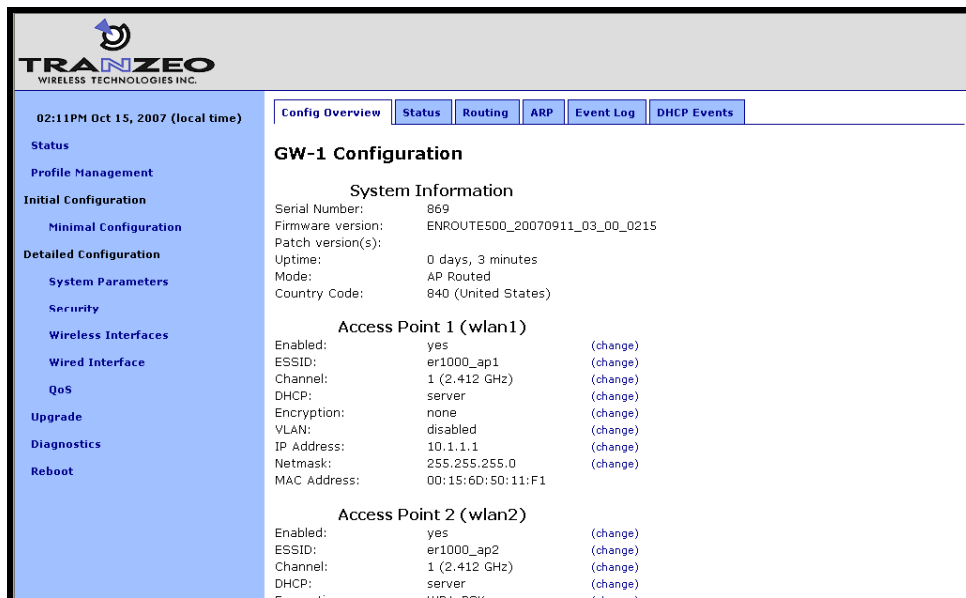 TRANZEO
WIRELESS TECHNOLOGIES INC.
02:11PM Oct 15, 2007 (local time)
Status
Profile Management
Initial Configuration
Minimal Configuration
Detailed Configuration
System Parameters
Security
Wireless Interfaces
Wired Interface
QoS
Upgrade
Diagnostics
Reboot
Config Overview Status Routing ARP Event Log DHCP Events
GW-1 Configuration
System Information
Serial Number: 869
Firmware version: ENROUTE500_20070911_03_00_0215
Patch version(s):
Uptime: 0 days, 3 minutes
Mode: AP Routed
Country Code: 840 (United States)
Access Point 1 (wlan1)
Enabled: yes (change)
ESSID: er1000_ap1 (change)
Channel: 1 (2.412 GHz) (change)
DHCP: server (change)
Encryption: none (change)
VLAN: disabled (change)
IP Address: 10.1.1.1 (change)
Netmask: 255.255.255.0 (change)
MAC Address: 00:15:6D:50:11:F1
Access Point 2 (wlan2)
Enabled: yes (change)
ESSID: er1000_ap2 (change)
Channel: 1 (2.412 GHz) (change)
DHCP: server (change)